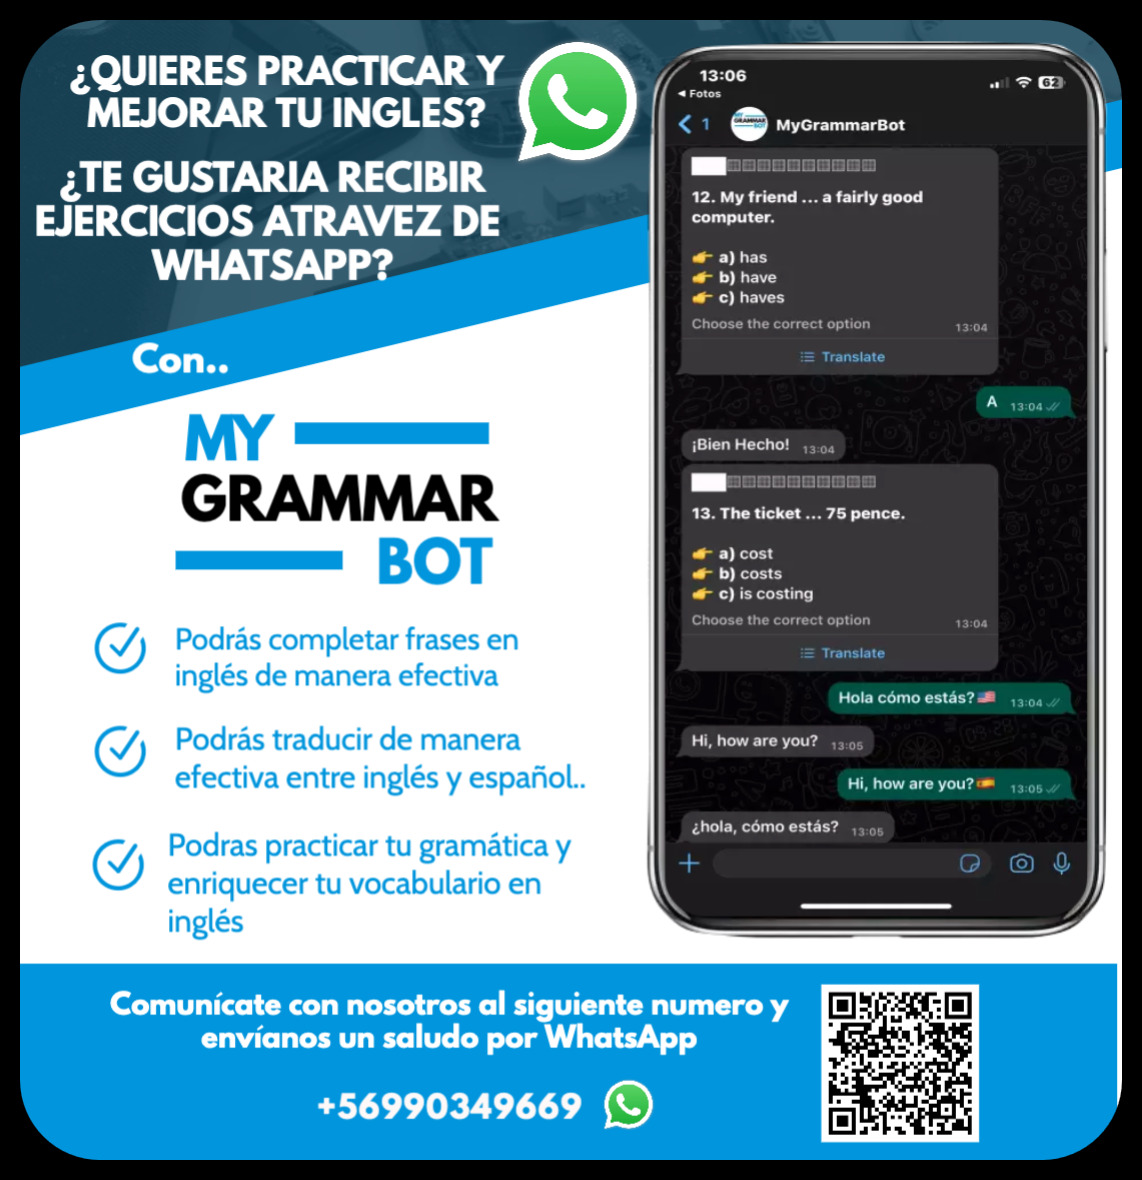 ¿QUIERES PRACTICAR Y
MEJORAR TU INGLES?
¿TE GUSTARIA RECIBIR
EJERCICIOS ATRAVEZ DE
WHATSAPP?
Con..
MY
GRAMMAR
BOT
Podrás completar frases en
inglés de manera efectiva
Podrás traducir de manera
efectiva entre inglés y español..
Podras practicar tu gramática y
enriquecer tu vocabulario en
inglés
13:06
62
◀ Fotos
1
MY GRAMMAR BOT
MyGrammarBot
12. My friend ... a fairly good
computer.
👉 a) has
👉 b) have
👉 c) haves
Choose the correct option 13:04
Translate
A 13:04
¡Bien Hecho! 13:04
13. The ticket ... 75 pence.
👉 a) cost
👉 b) costs
👉 c) is costing
Choose the correct option 13:04
Translate
Hola cómo estás?🇺🇸 13:04
Hi, how are you? 13:05
Hi, how are you?🇪🇸 13:05
¿hola, cómo estás? 13:05
Comunícate con nosotros al siguiente numero y
envíanos un saludo por WhatsApp
+56990349669